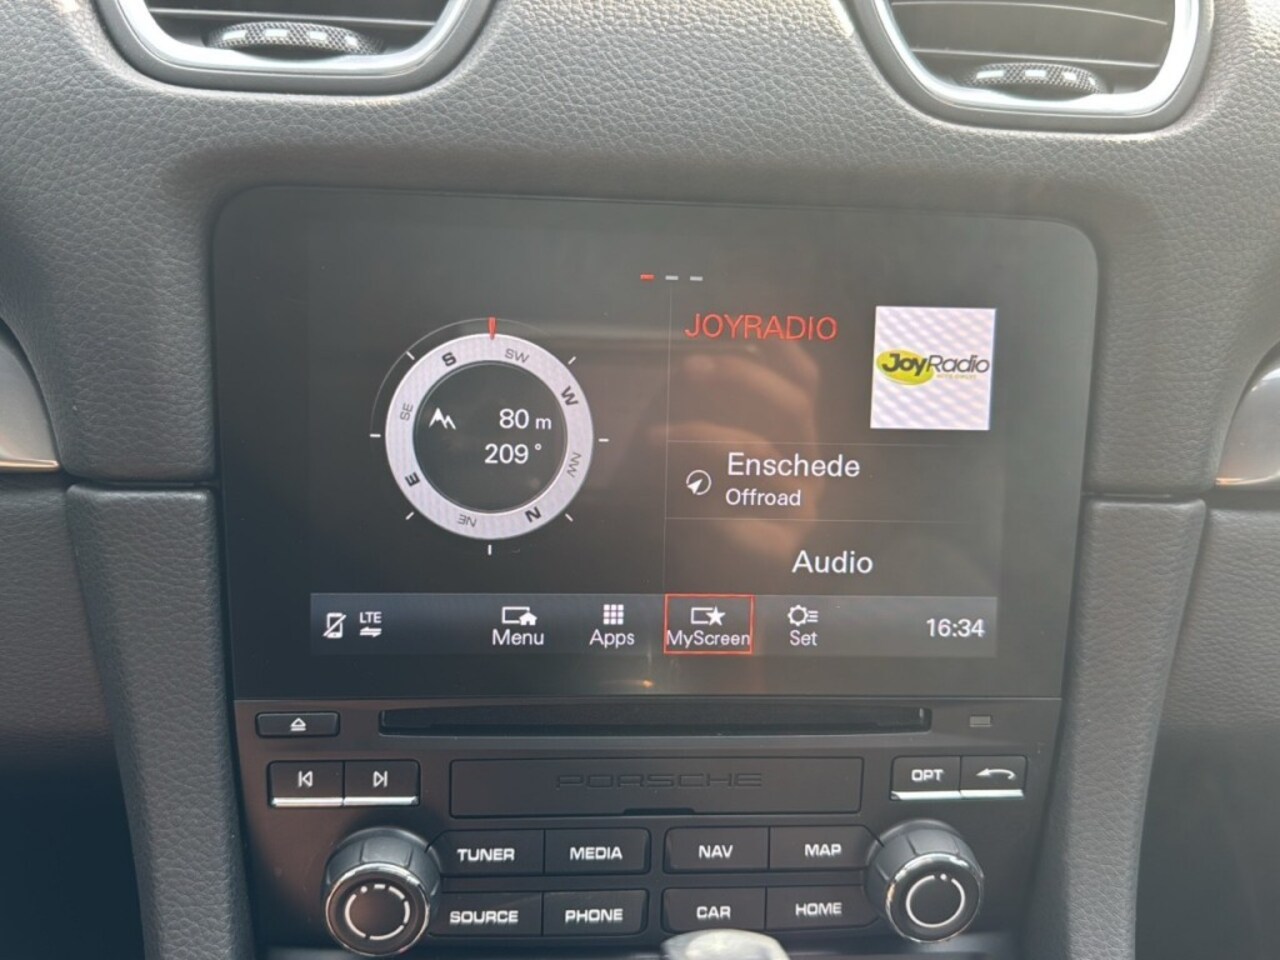 JOYRADIO
JoyRadio
S
SW
W
SE
80 m
209 °
NW
E
NE
N
Enschede
Offroad
Audio
LTE
Menu
Apps
MyScreen
Set
16:34
PORSCHE
OPT
TUNER
MEDIA
NAV
MAP
SOURCE
PHONE
CAR
HOME